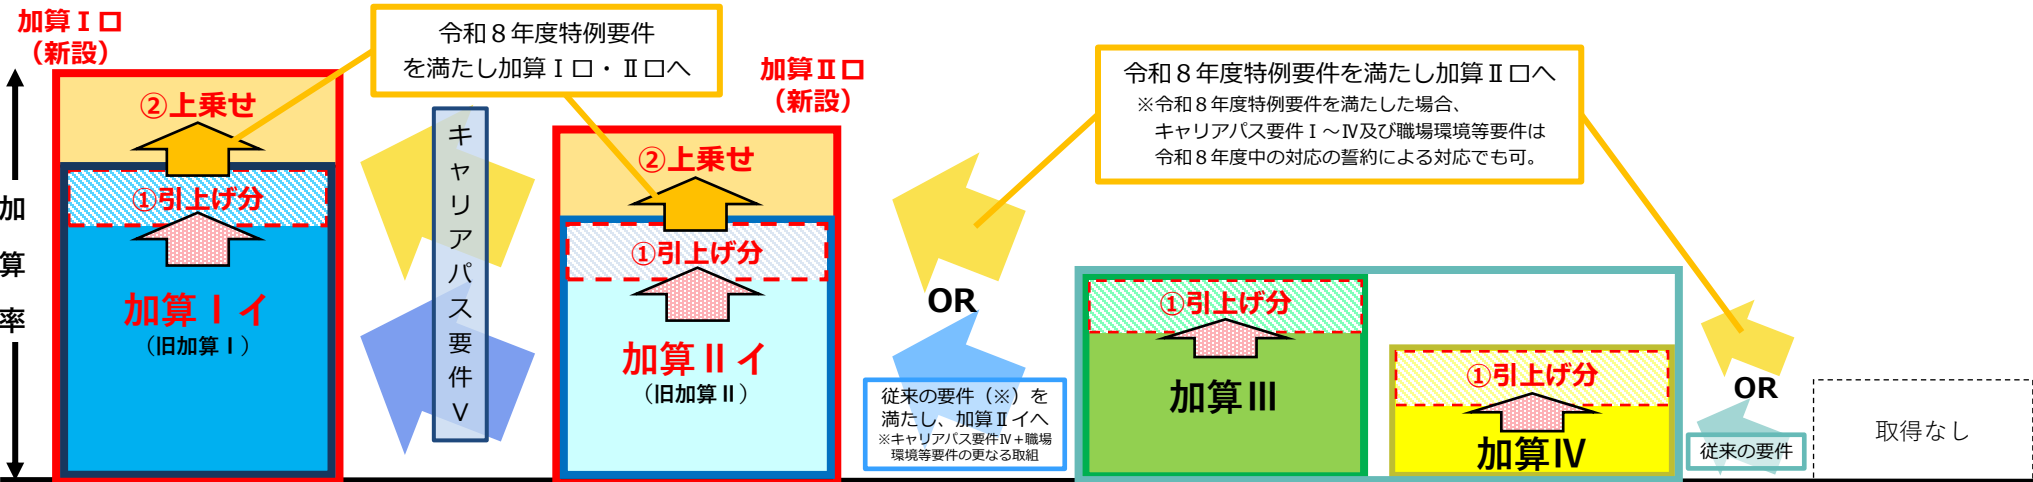 加算Ⅰロ
（新設）
加算率
②上乗せ
①引上げ分
加算Ⅰイ
（旧加算Ⅰ）
令和８年度特例要件
を満たし加算Ⅰロ・Ⅱロへ
キャリアパス要件Ⅴ
加算Ⅱロ
（新設）
②上乗せ
①引上げ分
加算Ⅱイ
（旧加算Ⅱ）
令和８年度特例要件を満たし加算Ⅱロへ
※令和８年度特例要件を満たした場合、
キャリアパス要件Ⅰ～Ⅳ及び職場環境等要件は
令和８年度中の対応の誓約による対応でも可。
OR
従来の要件（※）を
満たし、加算Ⅱイへ
※キャリアパス要件Ⅳ＋職場
環境等要件の更なる取組
①引上げ分
加算Ⅲ
①引上げ分
加算Ⅳ
OR
従来の要件
取得なし